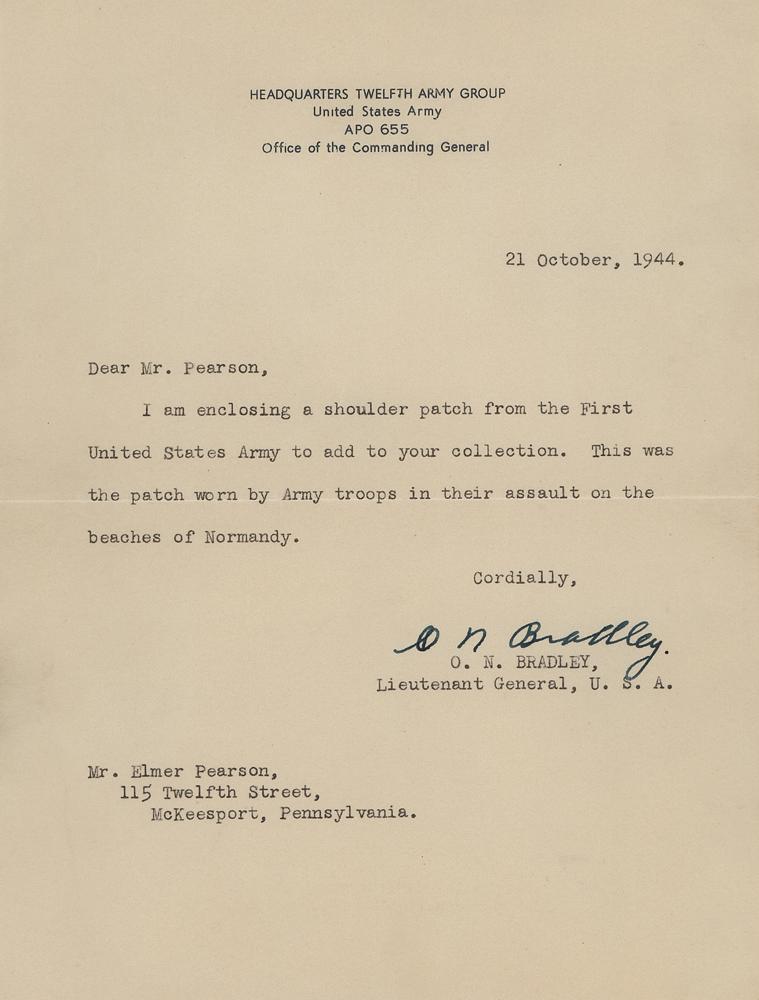 HEADQUARTERS TWELFTH ARMY GROUP
United States Army
APO 655
Office of the Commanding General
21 October, 1944.
Dear Mr. Pearson,
I am enclosing a shoulder patch from the First
United States Army to add to your collection. This was
the patch worn by Army troops in their assault on the
beaches of Normandy.
Cordially,
O N Bradley.
O. N. BRADLEY,
Lieutenant General, U. S. A.
Mr. Elmer Pearson,
115 Twelfth Street,
McKeesport, Pennsylvania.